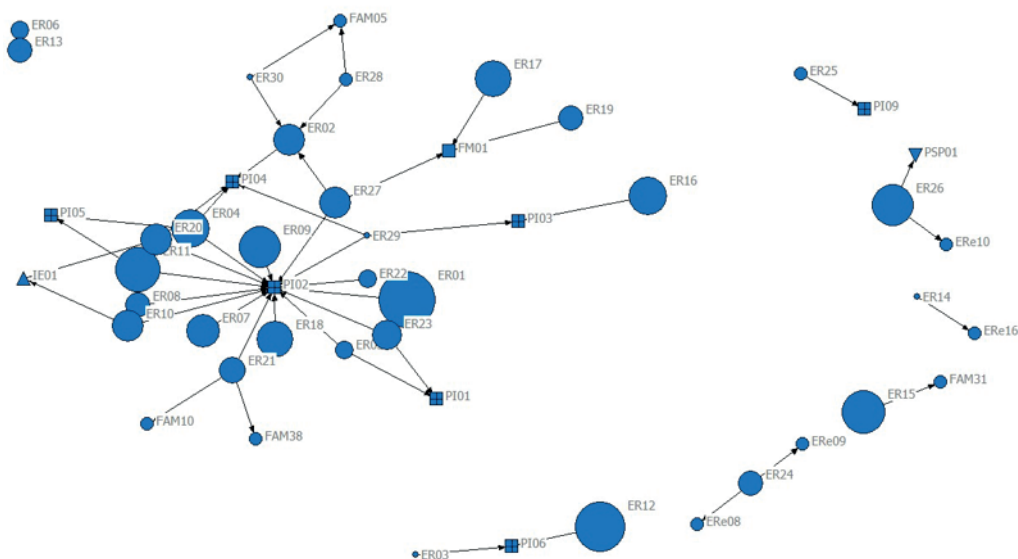 FAM05
ER06
ER13
ER30
ER28
ER17
ER25
PI09
ER02
ER19
FM01
PSP01
PI04
ER27
ER16
ER26
PI05
ER04
ER20
ER09
ER29
PI03
ERe10
ER11
IE01
PI02
ER22
ER01
ER08
ER10
ER07
ER18
ER23
ER14
ERe16
ER21
PI01
FAM10
FAM38
FAM31
ER15
ERe09
ER24
ERe08
ER12
PI06
ER03